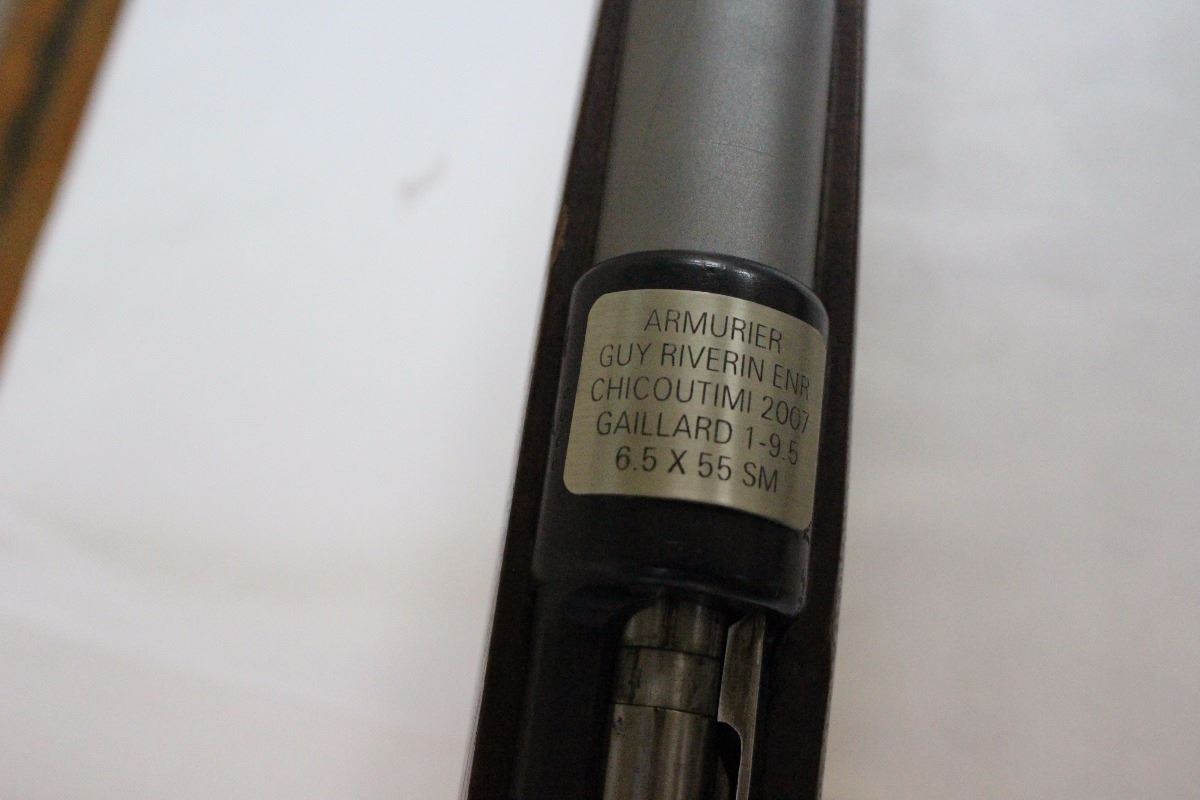 ARMURIER
GUY RIVERIN ENR
CHICOUTIMI 2007
GAILLARD 1-9.5
6.5 X 55 SM